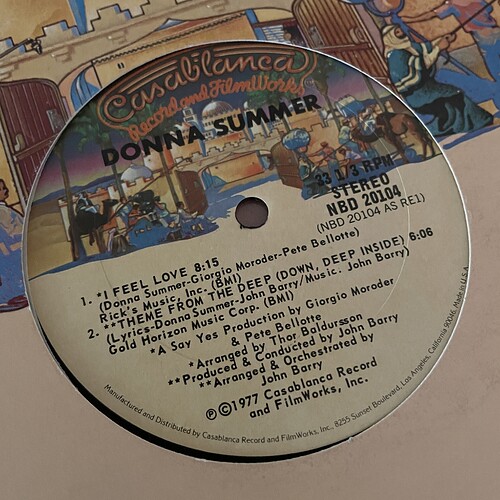 Casablanca
Record and FilmWorks
DONNA SUMMER
33 1/3 RPM
STEREO
NBD 20104
(NBD 20104 AS RE1)
1. *I FEEL LOVE 8:15
(Donna Summer-Giorgio Moroder-Pete Bellotte)
Rick's Music, Inc. (BMI)
2. **THEME FROM THE DEEP (DOWN, DEEP INSIDE) 6:06
(Lyrics-Donna Summer-John Barry/Music: John Barry)
Gold Horizon Music Corp. (BMI)
*A Say Yes Production by Giorgio Moroder
& Pete Bellotte
*Arranged by Thor Baldursson
**Produced & Conducted by John Barry
**Arranged & Orchestrated by
John Barry
℗©1977 Casablanca Record
and FilmWorks, Inc.
Manufactured and Distributed by Casablanca Record and FilmWorks, Inc., 8255 Sunset Boulevard, Los Angeles, California 90046, Made in U.S.A.